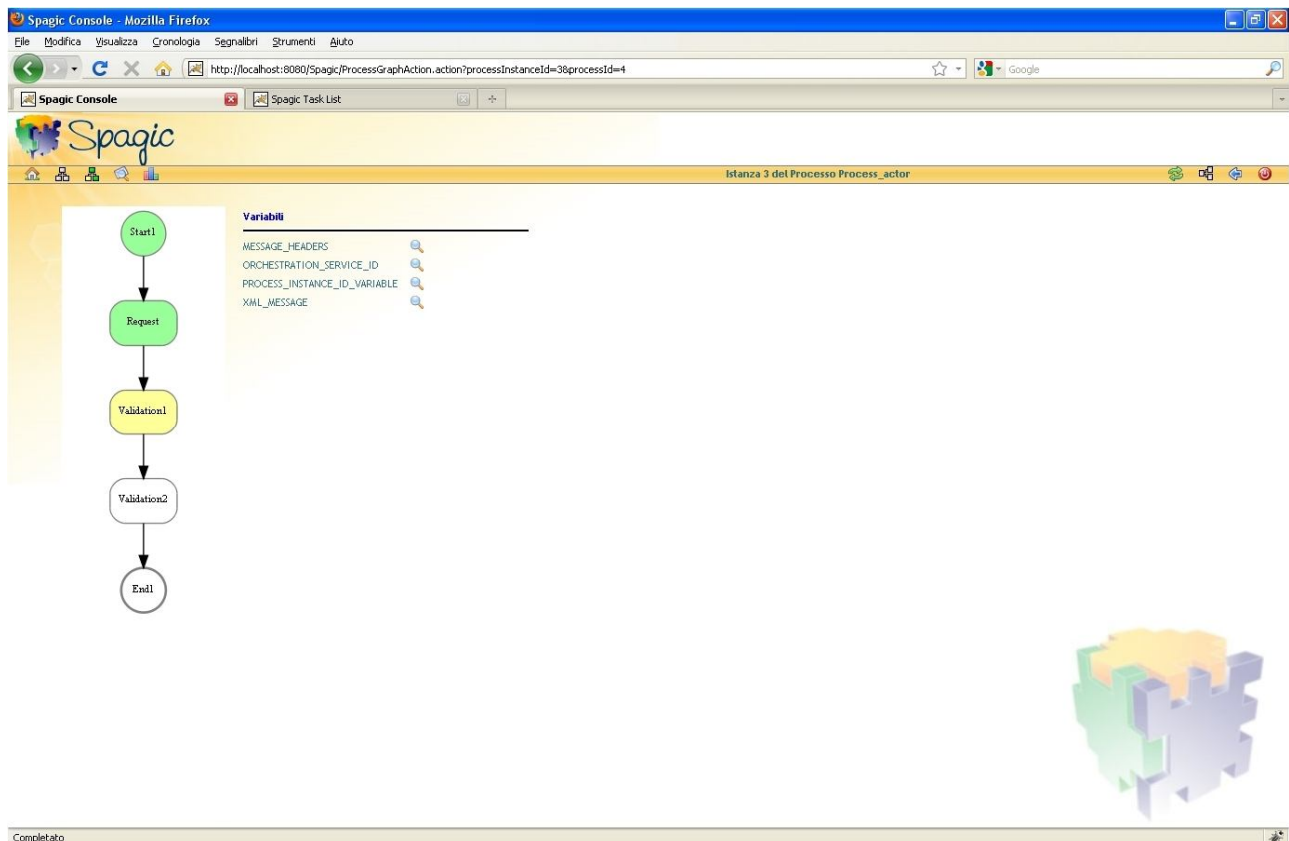 Spagic Console - Mozilla Firefox
File Modifica Visualizza Cronologia Segnalibri Strumenti Aiuto
http://localhost:8080/Spagic/ProcessGraphAction.action?processInstanceId=3&processId=4
Google
Spagic Console
Spagic Task List
Spagic
Istanza 3 del Processo Process_actor
Start1
Request
Validation1
Validation2
End1
Variabili
MESSAGE_HEADERS
ORCHESTRATION_SERVICE_ID
PROCESS_INSTANCE_ID_VARIABLE
XML_MESSAGE
Completato